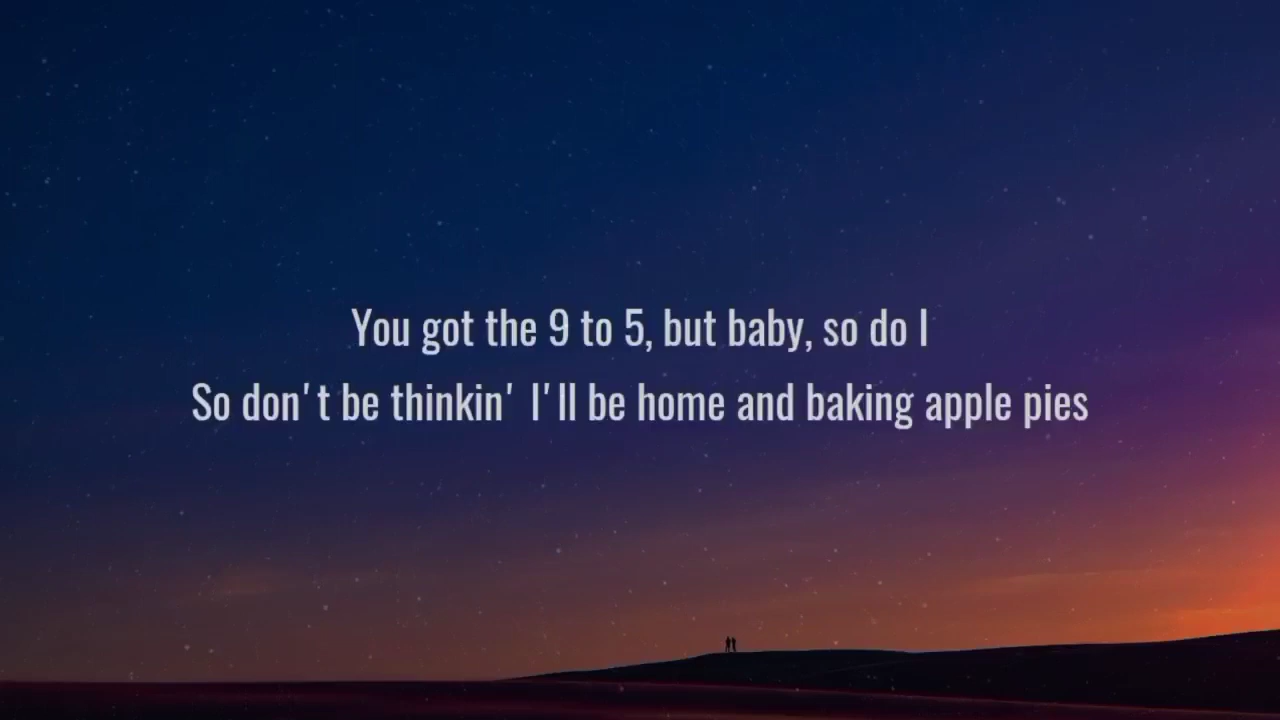 You got the 9 to 5, but baby, so do I
So don't be thinkin' I'll be home and baking apple pies